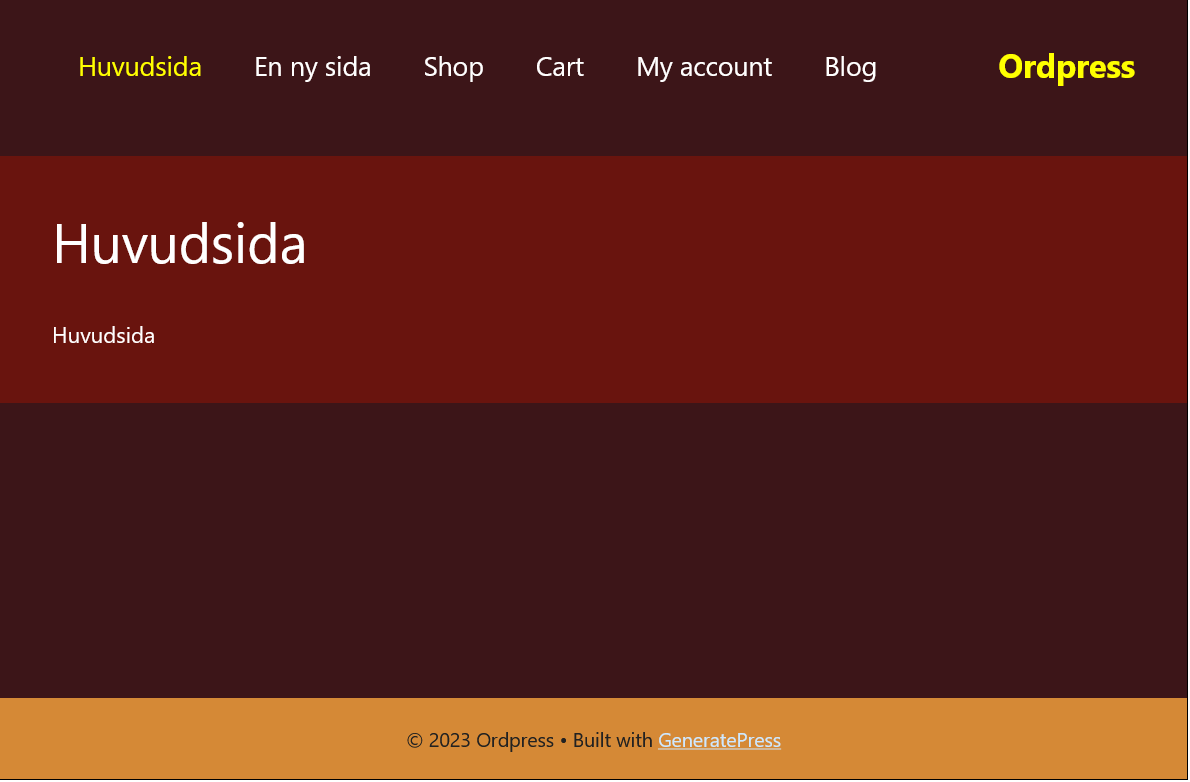 Huvudsida En ny sida Shop Cart My account Blog Ordpress
Huvudsida
Huvudsida
© 2023 Ordpress • Built with GeneratePress